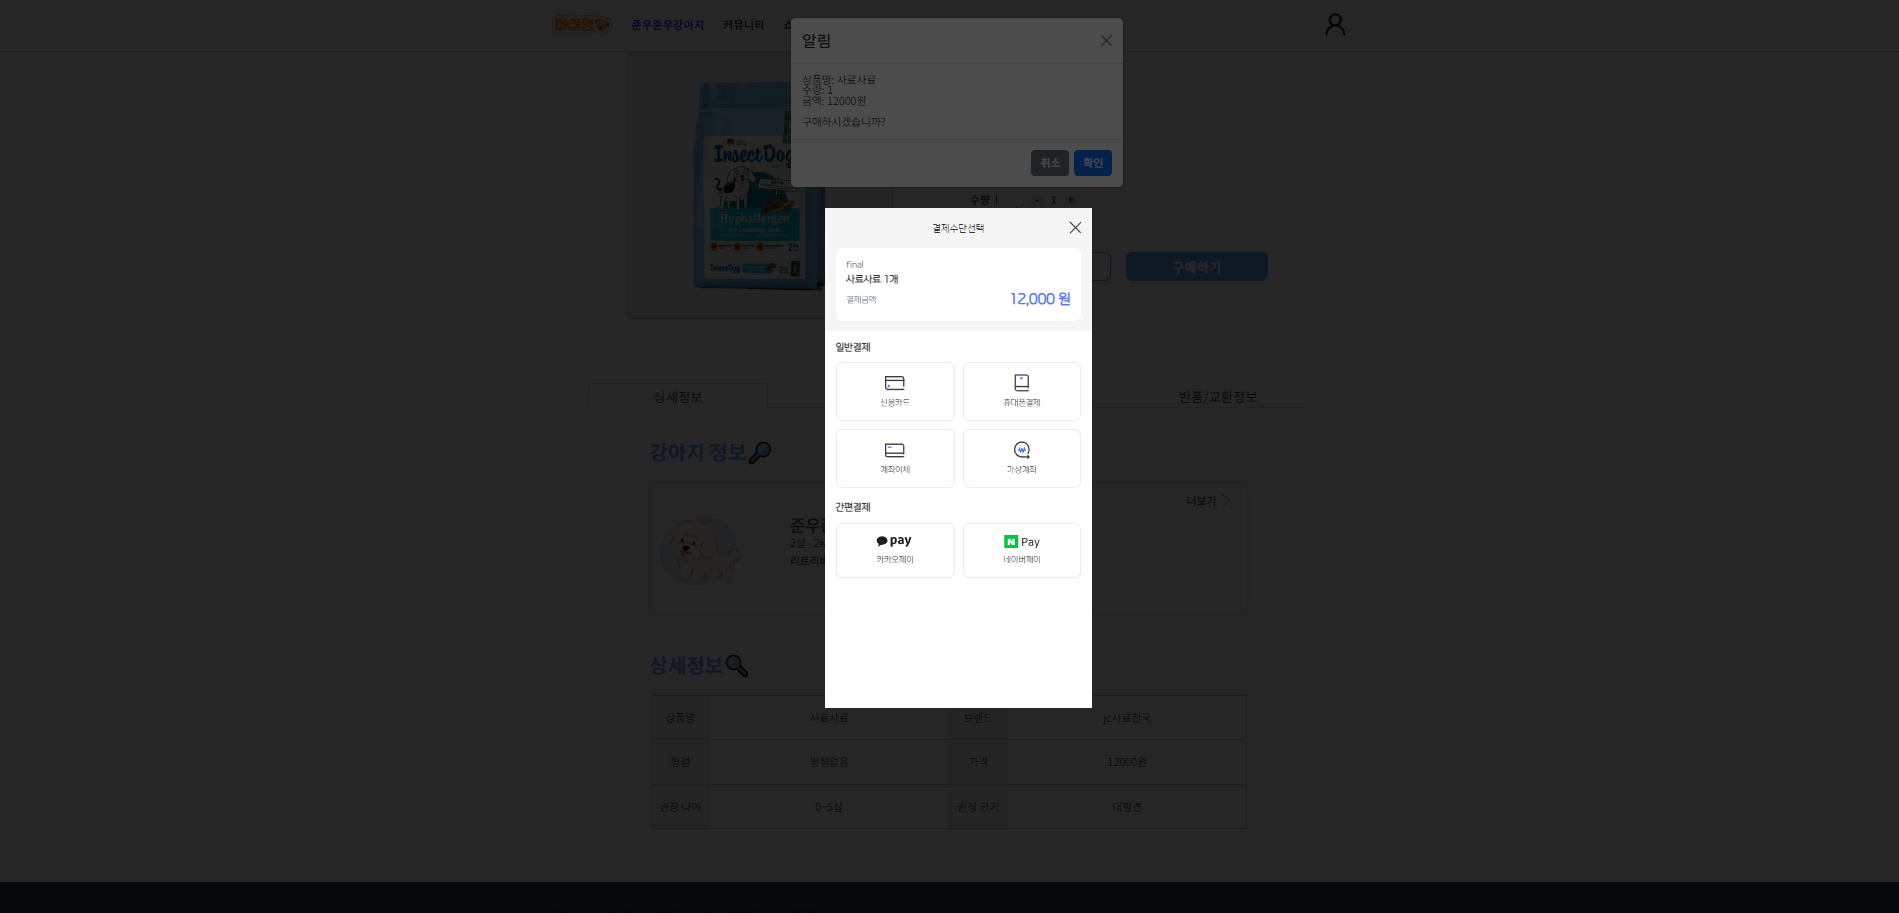 준우준우강아지 커뮤니티
알림
상품명: 사료사료
수량: 1
금액: 12000원
구매하시겠습니까?
취소 확인
InsectDog
Hypoallergen
수량 - 1 +
구매하기
결제수단선택
final
사료사료 1개
결제금액 12,000 원
일반결제
신용카드 휴대폰결제
계좌이체 가상계좌
간편결제
pay N Pay
카카오페이 네이버페이
상세정보 반품/교환정보
강아지 정보
더보기
준우
2살
상세정보
상품명 사료사료 브랜드 jc사료천국
평점 평점없음 가격 12000원
권장 나이 0~5살 권장 크기 대형견